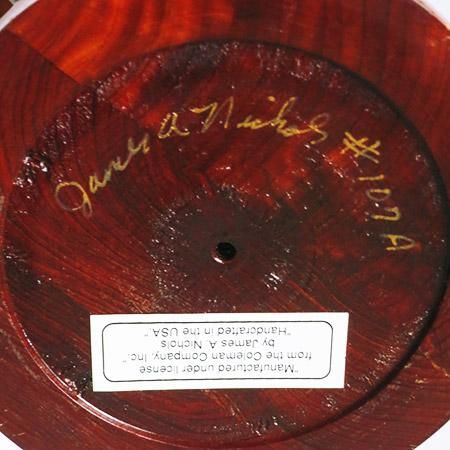 James A Nichols #107A
"Manufactured under license
from the Coleman Company, Inc."
by James A. Nichols
"Handcrafted in the USA."